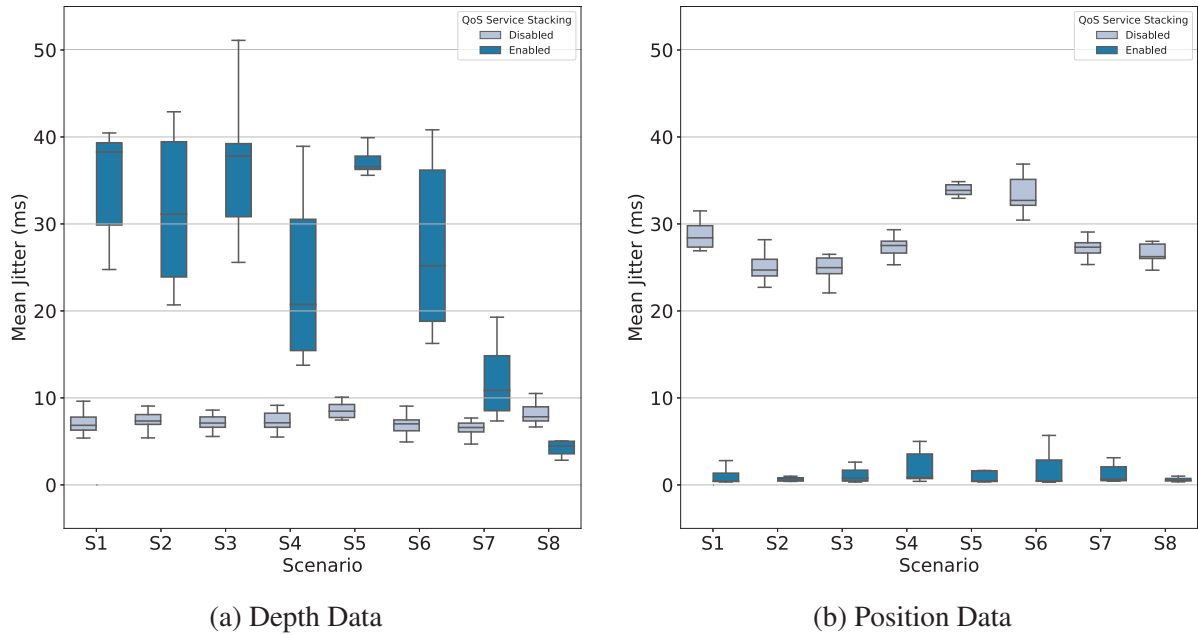 QoS Service Stacking
Disabled
Enabled
50
40
30
20
10
0
Mean Jitter (ms)
S1 S2 S3 S4 S5 S6 S7 S8
Scenario
(a) Depth Data
QoS Service Stacking
Disabled
Enabled
50
40
30
20
10
0
Mean Jitter (ms)
S1 S2 S3 S4 S5 S6 S7 S8
Scenario
(b) Position Data